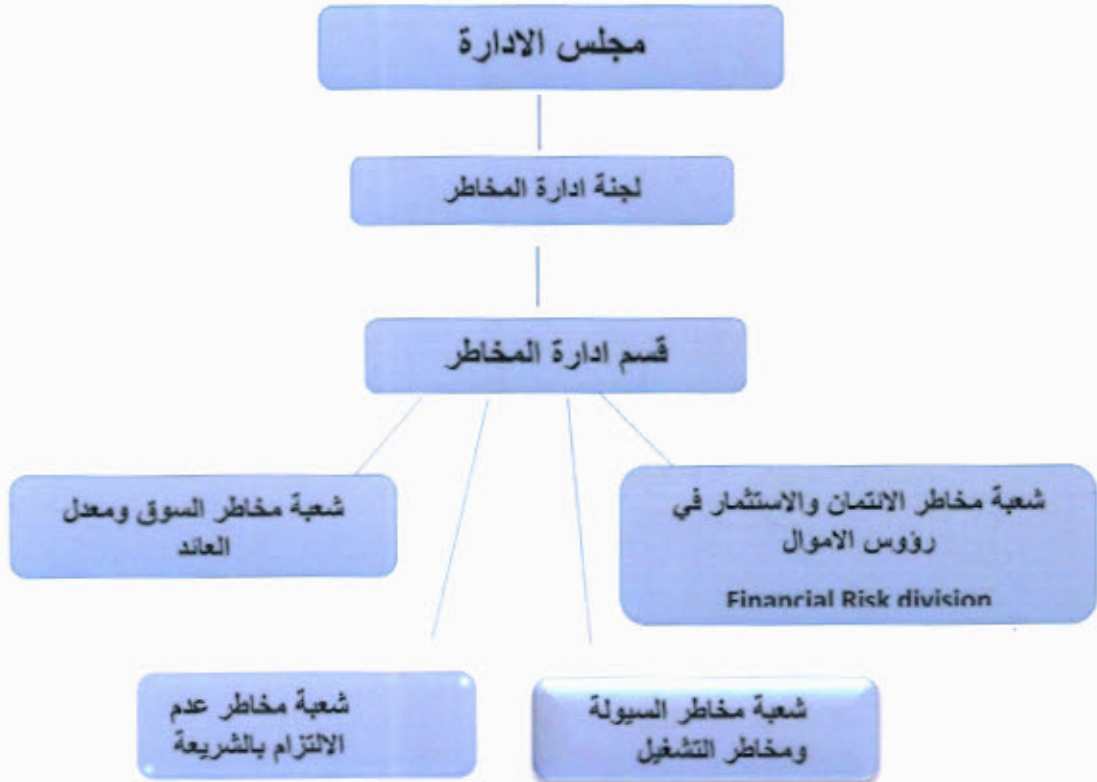 مجلس الادارة
لجنة ادارة المخاطر
قسم ادارة المخاطر
شعبة مخاطر الائتمان والاستثمار في
رؤوس الاموال
Financial Risk division
شعبة مخاطر السوق ومعدل
العائد
شعبة مخاطر السيولة
ومخاطر التشغيل
شعبة مخاطر عدم
الالتزام بالشريعة